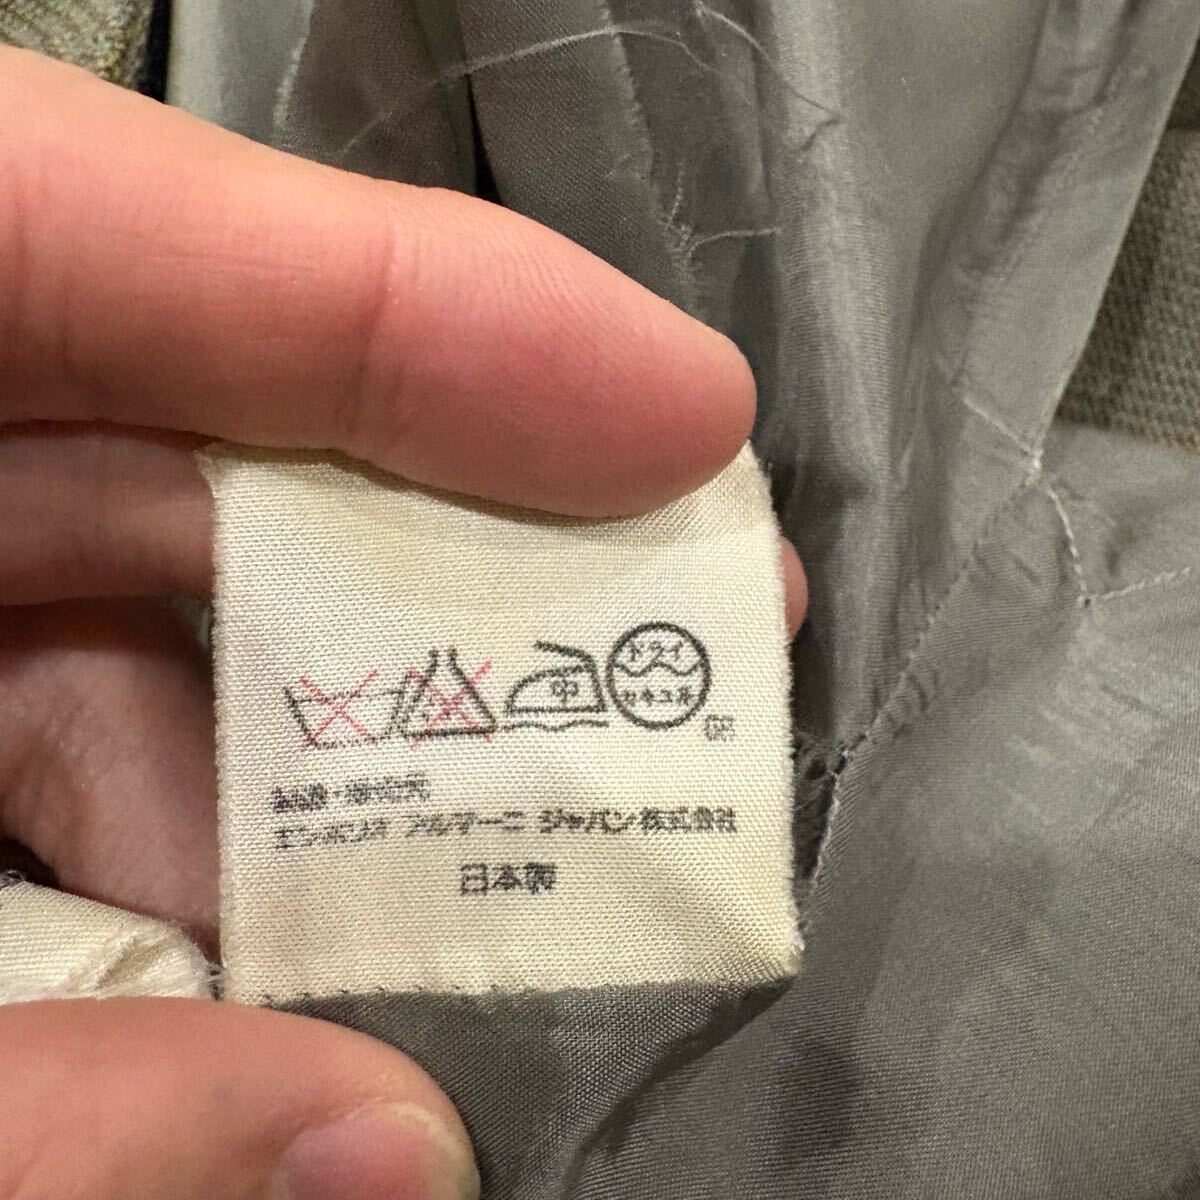 中
ドライ
セキユ系
エンポリオ アルマーニ ジャパン株式会社
日本製